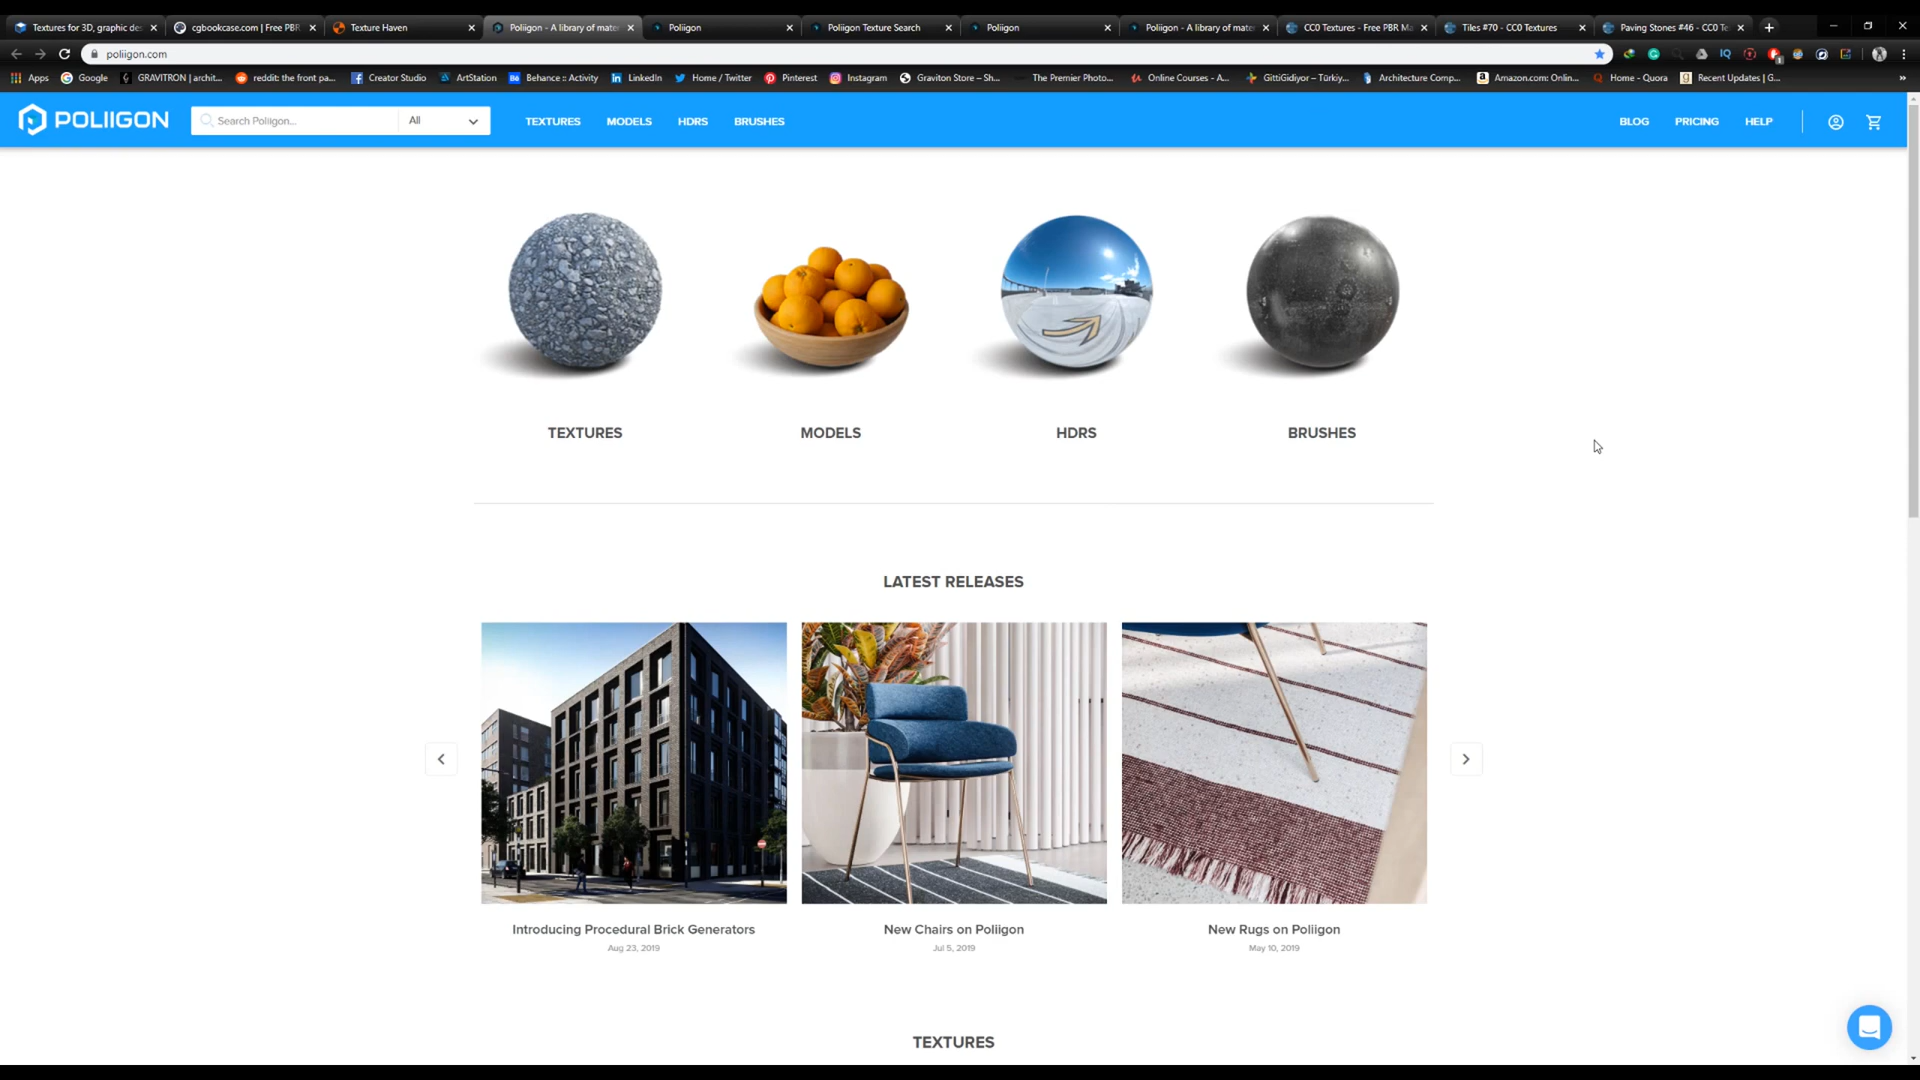 Textures for 3D, graphic de
cgbookcase.com | Free PBR
Texture Haven
Poliigon - A library of mate
Poliigon
Poliigon Texture Search
Poliigon
Poliigon - A library of mate
CC0 Textures - Free PBR Ma
Tiles #70 - CC0 Textures
Paving Stones #46 - CC0 Te
poliigon.com
Apps
Google
GRAVITRON | archit...
reddit: the front pa...
Creator Studio
ArtStation
Behance :: Activity
LinkedIn
Home / Twitter
Pinterest
Instagram
Graviton Store – Sh...
The Premier Photo...
Online Courses - A...
GittiGidiyor – Türkiy...
Architecture Comp...
Amazon.com: Onlin...
Home - Quora
Recent Updates | G...
POLIIGON
Search Poliigon...
All
TEXTURES
MODELS
HDRS
BRUSHES
BLOG
PRICING
HELP
TEXTURES
MODELS
HDRS
BRUSHES
LATEST RELEASES
Introducing Procedural Brick Generators
Aug 23, 2019
New Chairs on Poliigon
Jul 5, 2019
New Rugs on Poliigon
May 10, 2019
TEXTURES